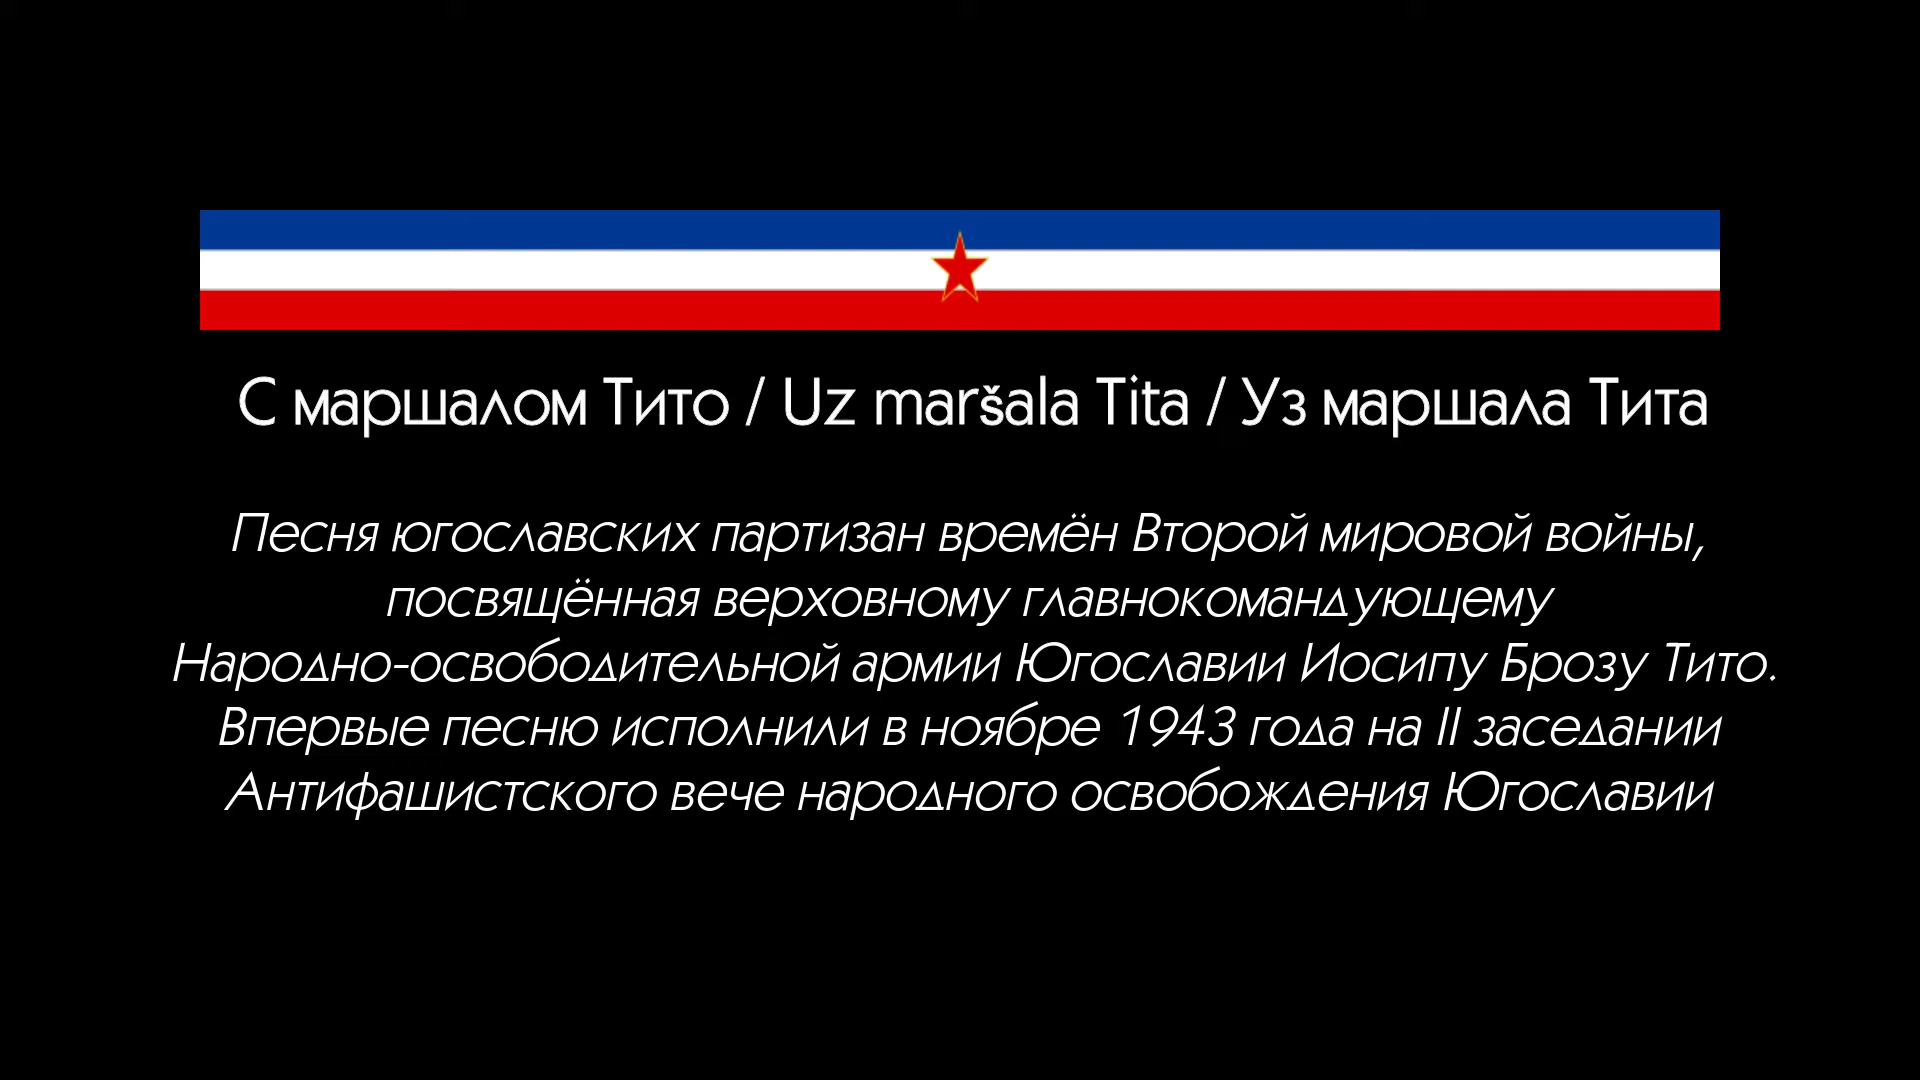 С маршалом Тито / Uz maršala Tita / Уз маршала Тита
Песня югославских партизан времён Второй мировой войны,
посвящённая верховному главнокомандующему
Народно-освободительной армии Югославии Иосипу Брозу Тито.
Впервые песню исполнили в ноябре 1943 года на II заседании
Антифашистского вече народного освобождения Югославии